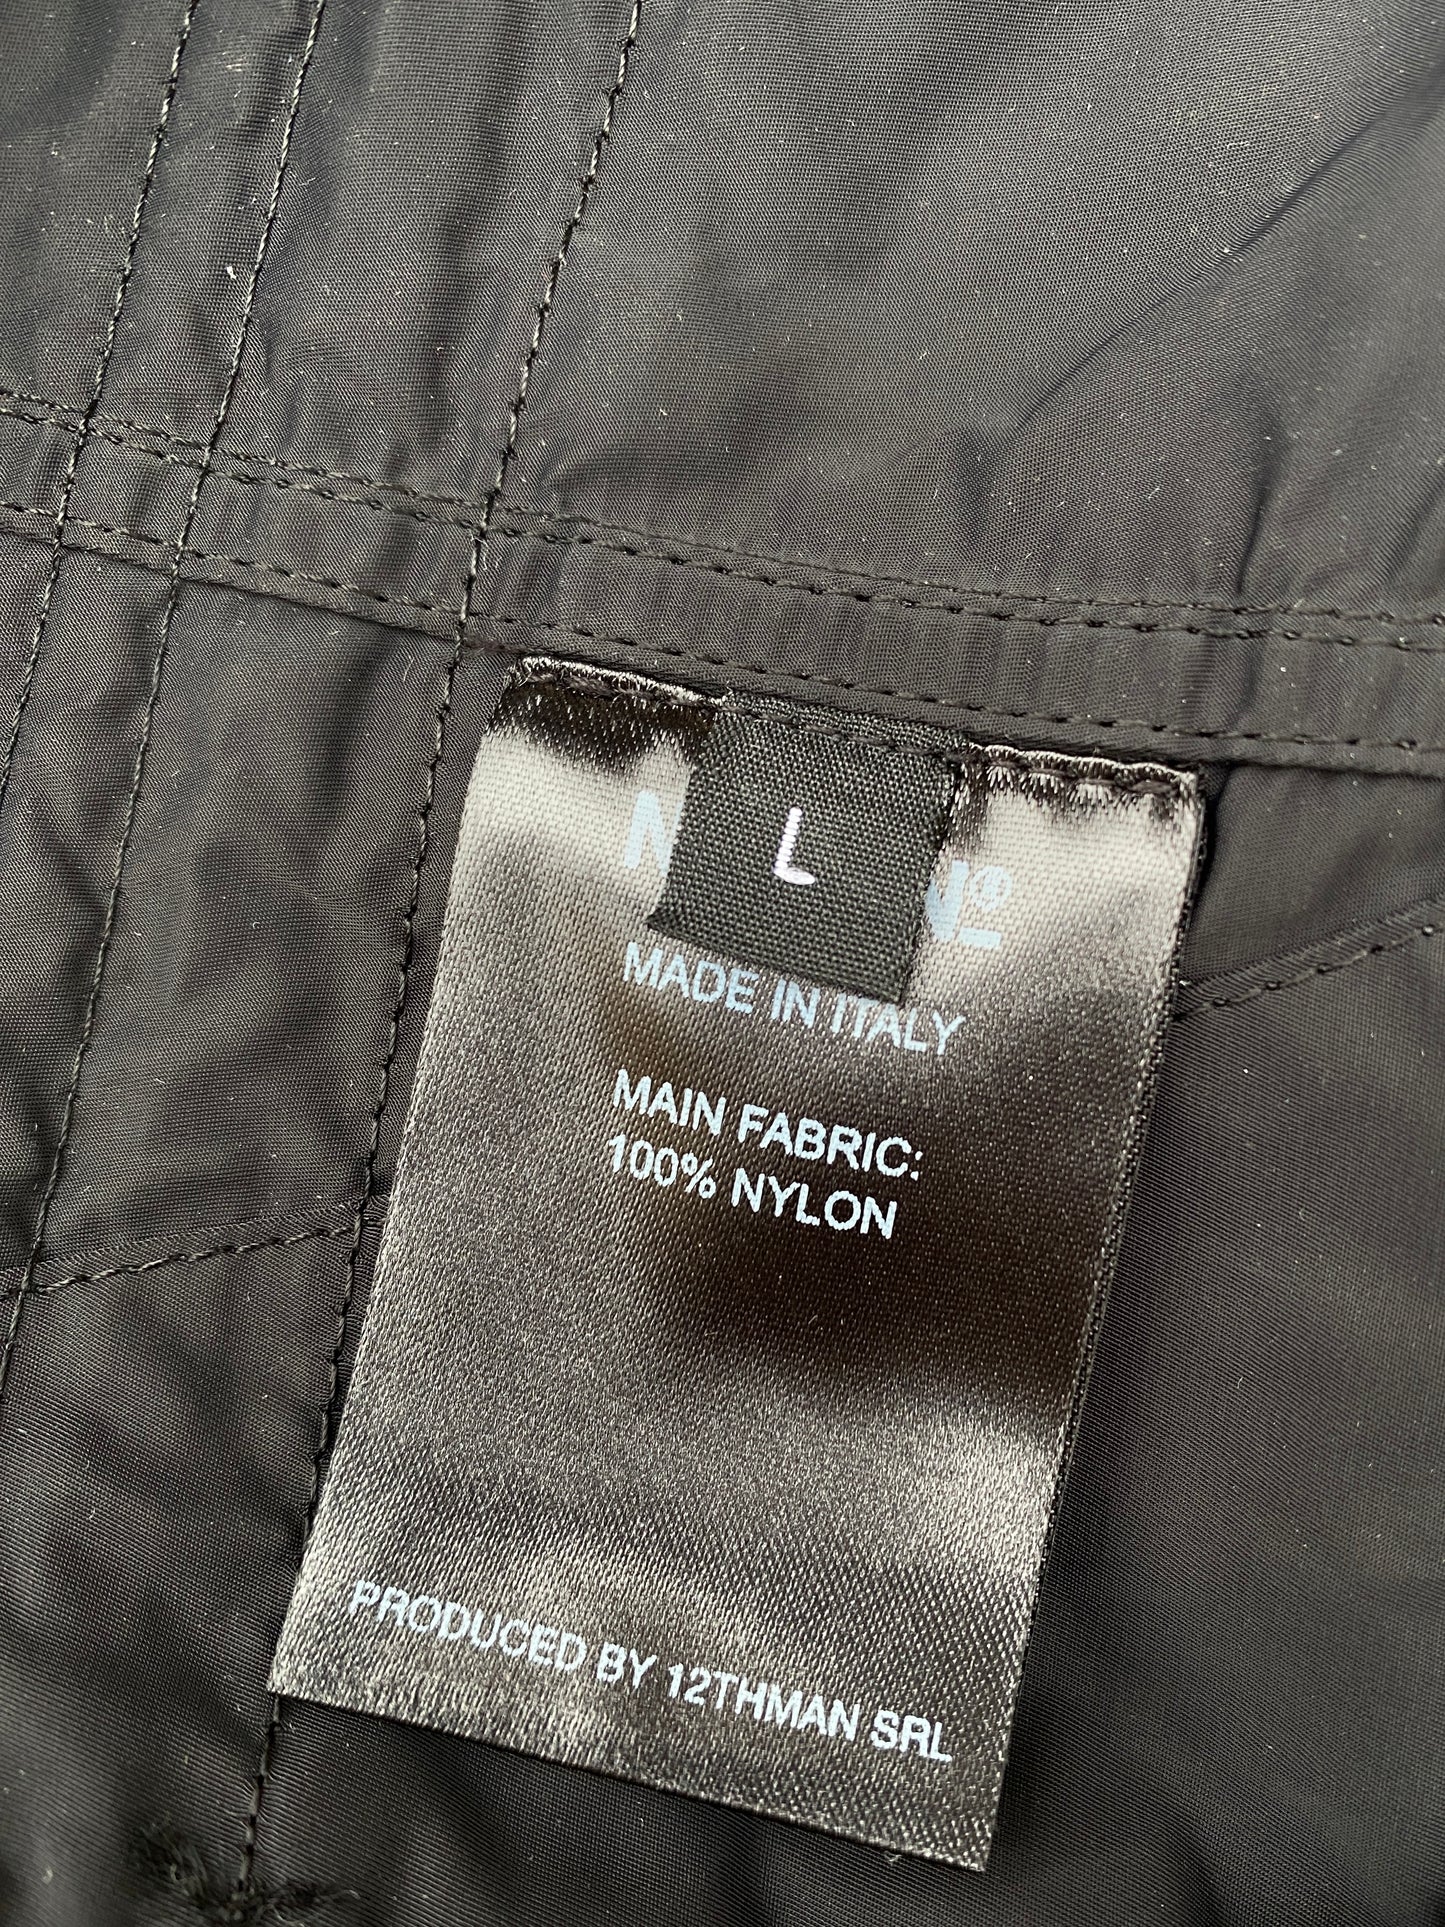 L
MADE IN ITALY
MAIN FABRIC:
100% NYLON
PRODUCED BY 12THMAN SRL